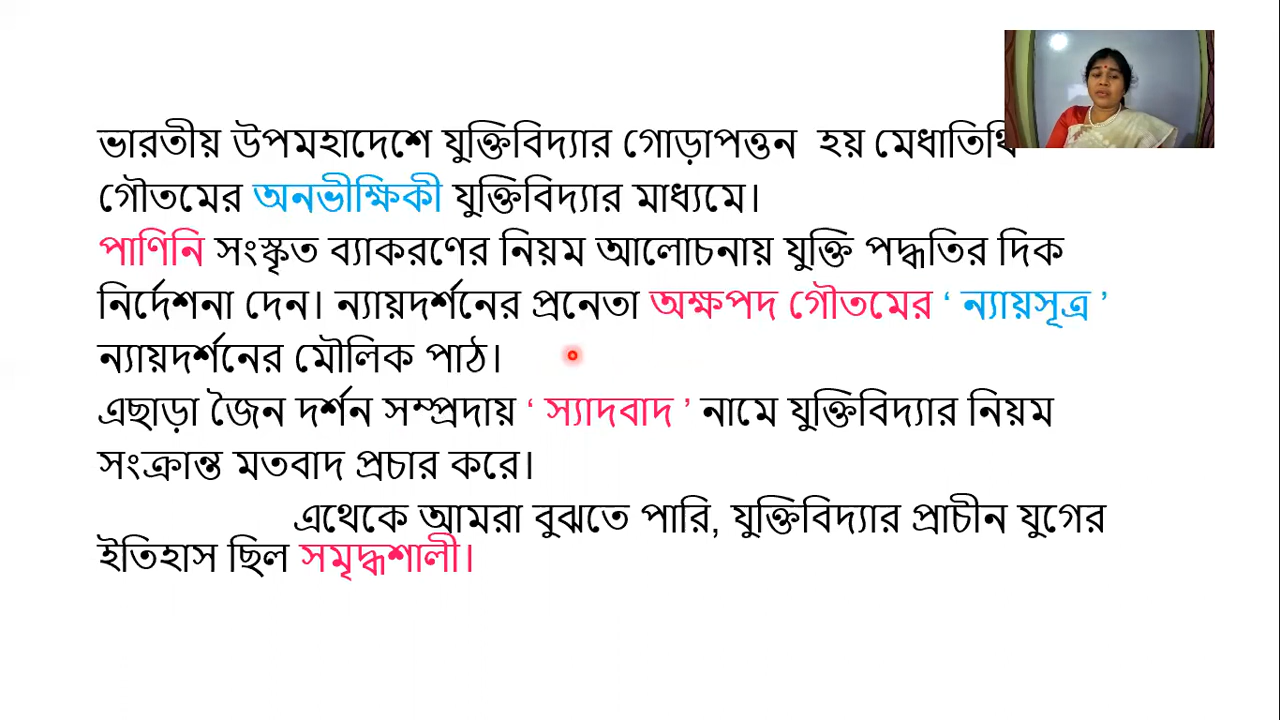 ভারতীয় উপমহাদেশে যুক্তিবিদ্যার গোড়াপত্তন হয় মেধাতিথি
গৌতমের অনভীক্ষিকী যুক্তিবিদ্যার মাধ্যমে।
পাণিনি সংস্কৃত ব্যাকরণের নিয়ম আলোচনায় যুক্তি পদ্ধতির দিক
নির্দেশনা দেন। ন্যায়দর্শনের প্রনেতা অক্ষপদ গৌতমের ‘ ন্যায়সূত্র ’
ন্যায়দর্শনের মৌলিক পাঠ।
এছাড়া জৈন দর্শন সম্প্রদায় ‘ স্যাদবাদ ’ নামে যুক্তিবিদ্যার নিয়ম
সংক্রান্ত মতবাদ প্রচার করে।
এথেকে আমরা বুঝতে পারি, যুক্তিবিদ্যার প্রাচীন যুগের
ইতিহাস ছিল সমৃদ্ধশালী।